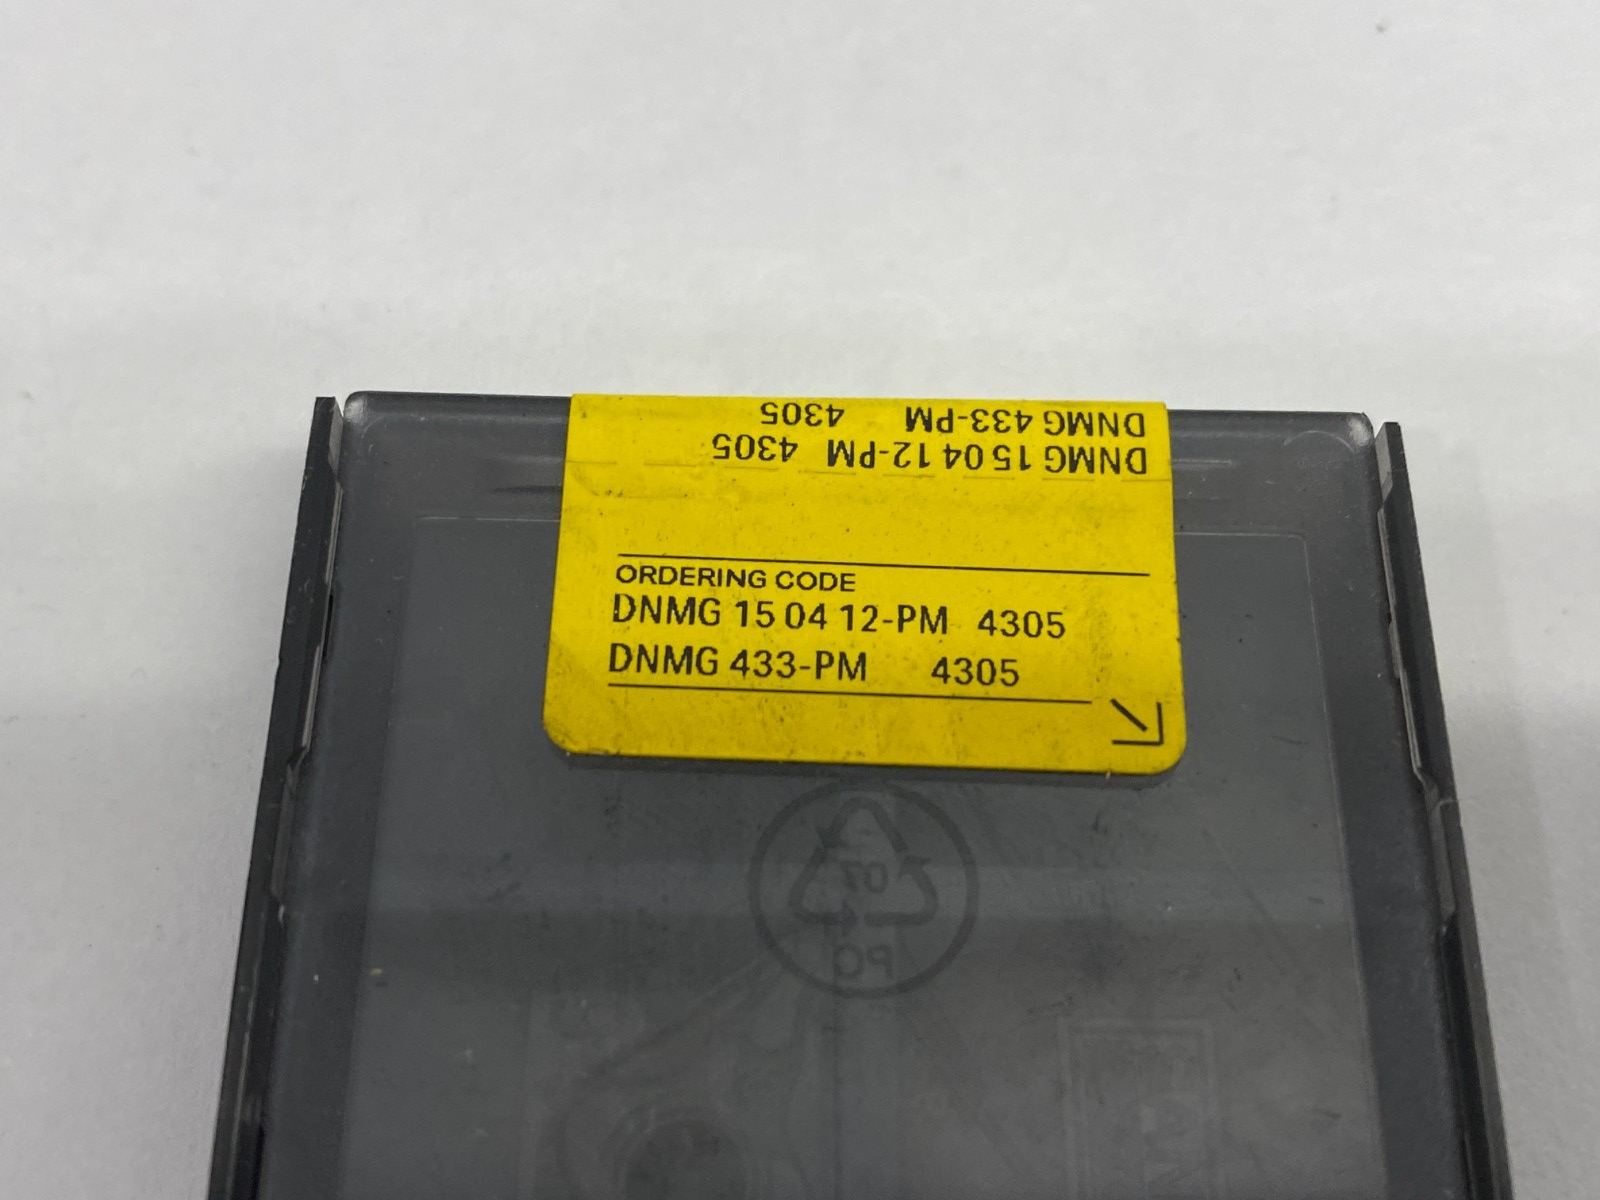 DNMG 433-PM 4305
DNMG 15 04 12-PM 4305
ORDERING CODE
DNMG 15 04 12-PM 4305
DNMG 433-PM 4305
07
PC